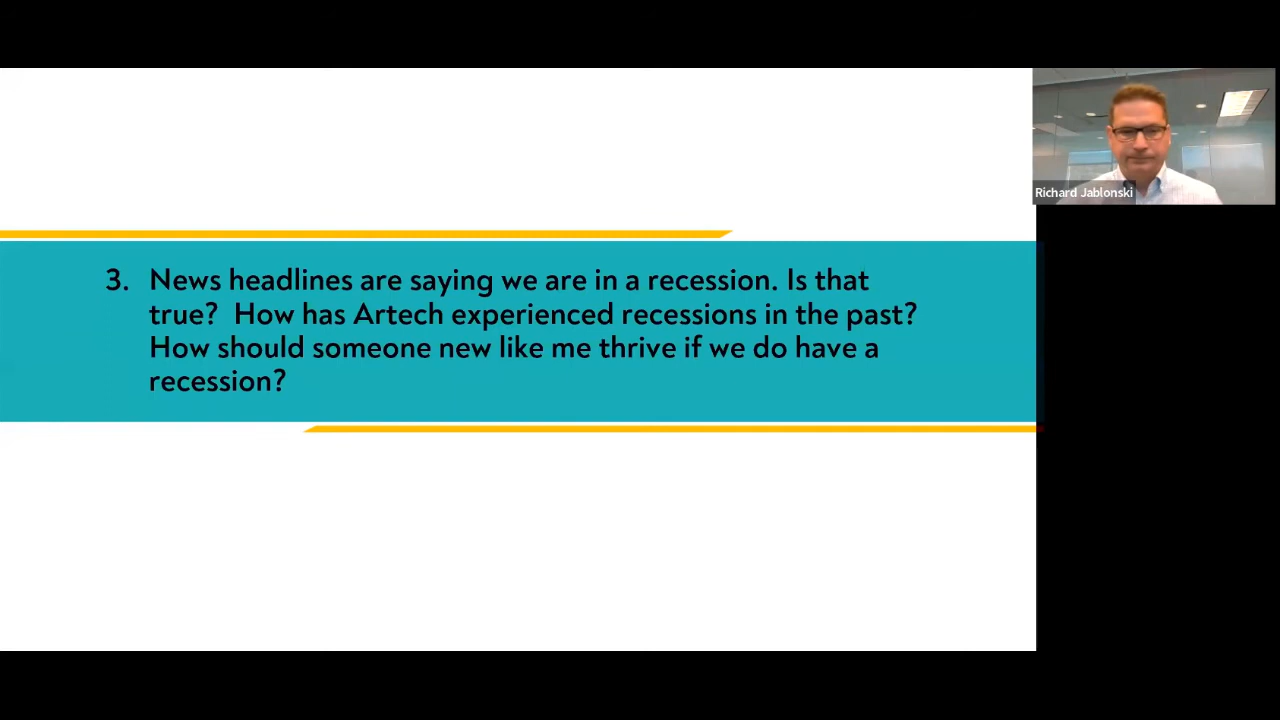 Richard Jablonski
3. News headlines are saying we are in a recession. Is that
true?  How has Artech experienced recessions in the past?
How should someone new like me thrive if we do have a
recession?